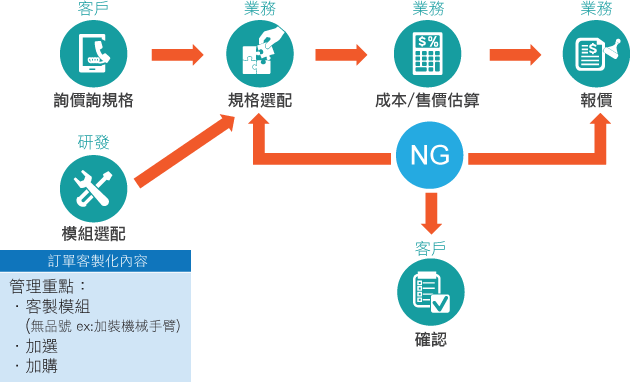 客戶
業務
業務
業務
$%
$
詢價詢規格
規格選配
成本/售價估算
報價
研發
NG
模組選配
客戶
訂單客製化內容
管理重點：
・客製模組
(無品號 ex:加裝機械手臂)
・加選
・加購
確認